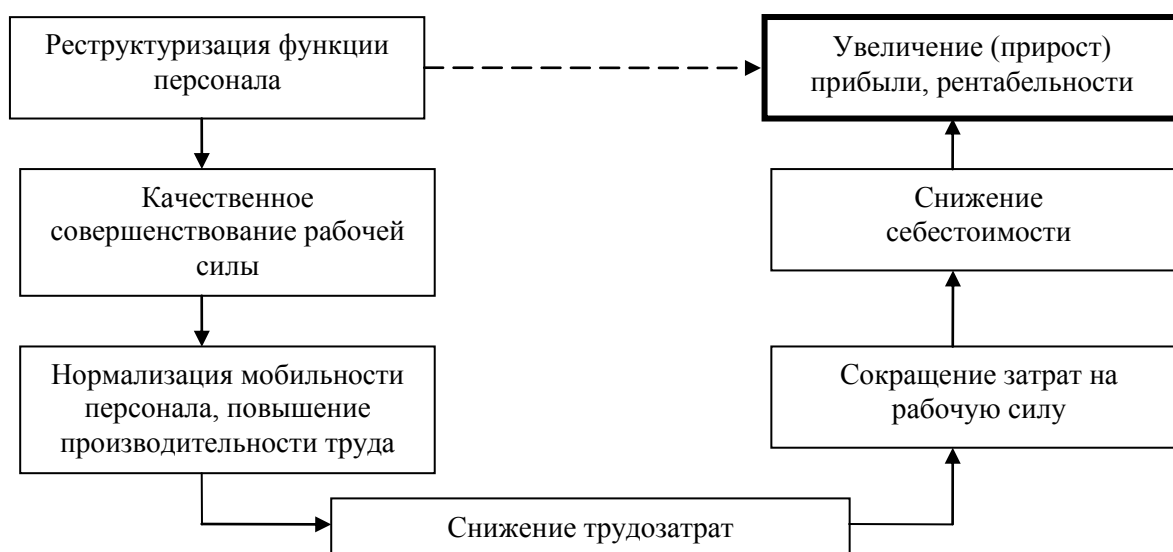 Реструктуризация функции
персонала
Увеличение (прирост)
прибыли, рентабельности
Качественное
совершенствование рабочей
силы
Снижение
себестоимости
Нормализация мобильности
персонала, повышение
производительности труда
Сокращение затрат на
рабочую силу
Снижение трудозатрат